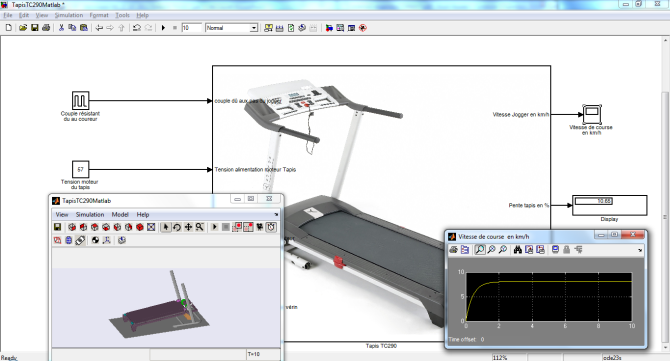 TapisTC290Matlab *
File Edit View Simulation Format Tools Help
10 Normal
Couple résistant
du au coureur
couple dû aux pas du jogger
Vitesse Jogger en km/h
Vitesse de course
en km/h
67
Tension moteur
du tapis
Tension alimentation moteur Tapis
Pente tapis en %
10.65
Display
TapisTC290Matlab
View Simulation Model Help
T=10
vérin
Tapis TC290
Vitesse de course en km/h
10
5
0
0 2 4 6 8 10
Time offset: 0
Ready 112% ode23s